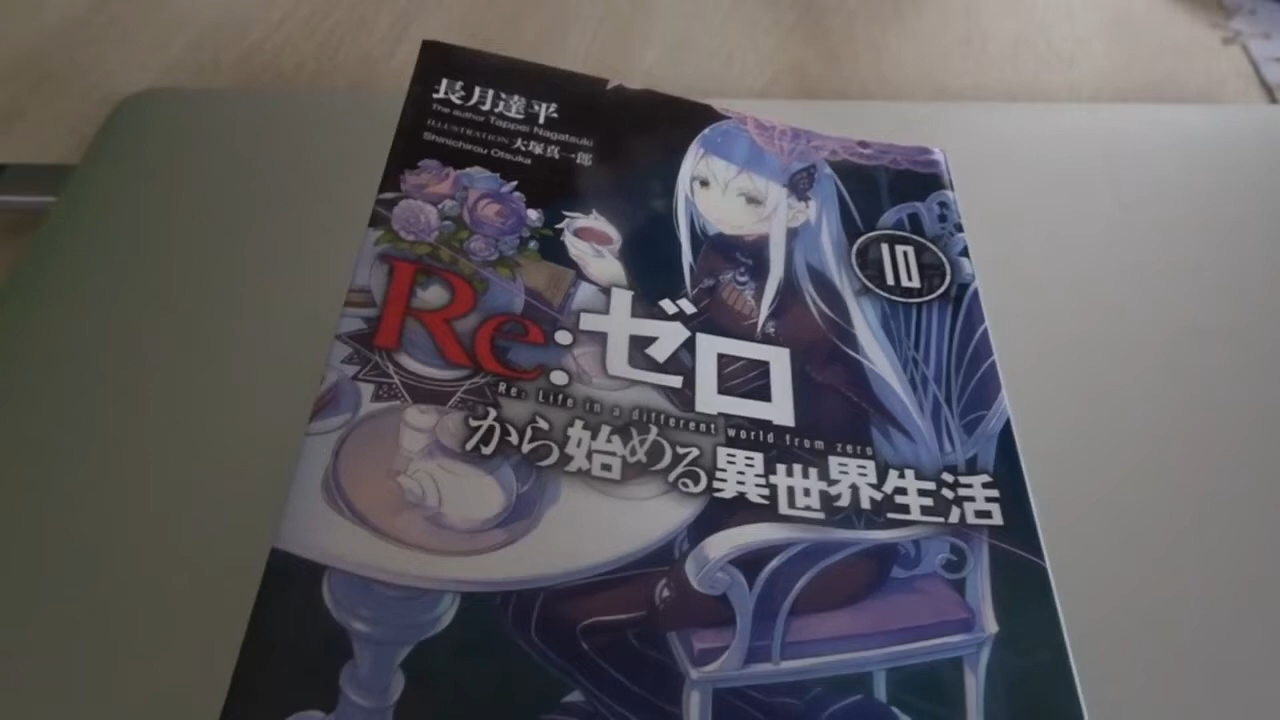 長月達平
The author Tappei Nagatsuki
ILLUSTRATION 大塚真一郎
Shinichirou Otsuka
10
Re:ゼロ
Re: Life in a different world from zero
から始める異世界生活